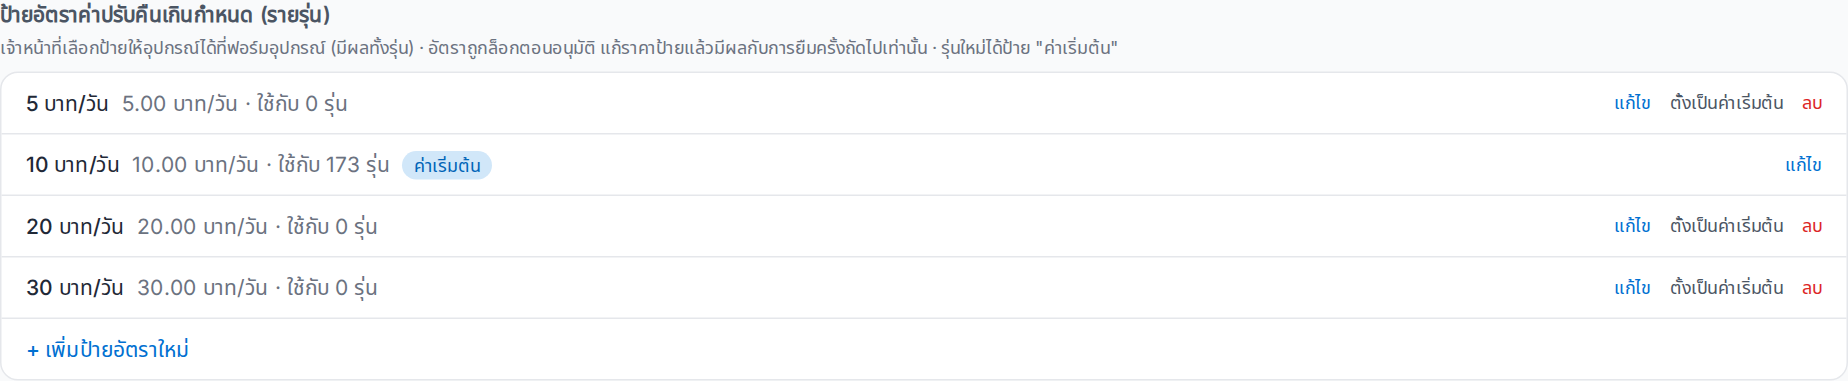 ป้ายอัตราค่าปรับคืนเกินกำหนด (รายรุ่น)
เจ้าหน้าที่เลือกป้ายให้อุปกรณ์ได้ที่ฟอร์มอุปกรณ์ (มีผลทั้งรุ่น) · อัตราถูกล็อกตอนอนุมัติ แก้ราคาป้ายแล้วมีผลกับการยืมครั้งถัดไปเท่านั้น · รุ่นใหม่ได้ป้าย "ค่าเริ่มต้น"
5 บาท/วัน 5.00 บาท/วัน · ใช้กับ 0 รุ่น แก้ไข ตั้งเป็นค่าเริ่มต้น ลบ
10 บาท/วัน 10.00 บาท/วัน · ใช้กับ 173 รุ่น ค่าเริ่มต้น แก้ไข
20 บาท/วัน 20.00 บาท/วัน · ใช้กับ 0 รุ่น แก้ไข ตั้งเป็นค่าเริ่มต้น ลบ
30 บาท/วัน 30.00 บาท/วัน · ใช้กับ 0 รุ่น แก้ไข ตั้งเป็นค่าเริ่มต้น ลบ
+ เพิ่มป้ายอัตราใหม่